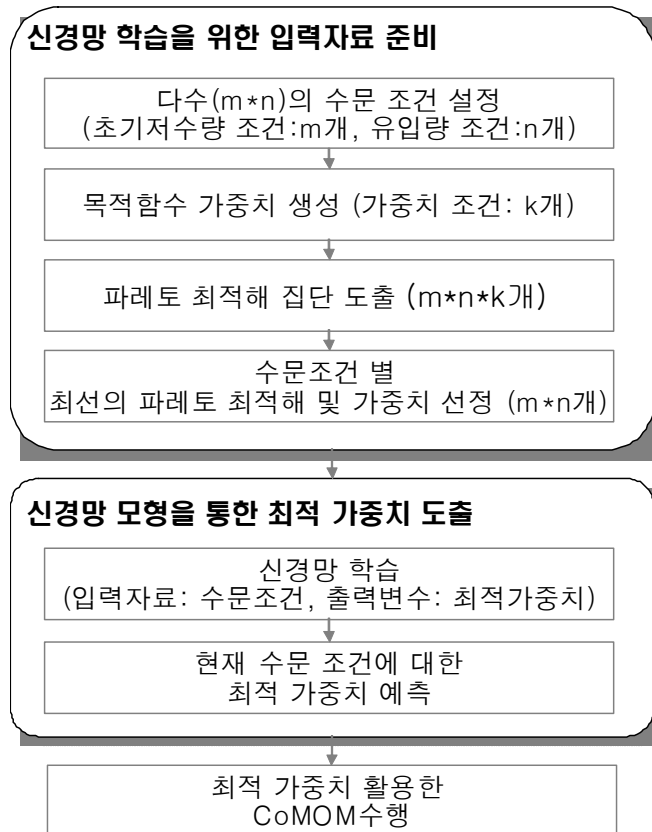 신경망 학습을 위한 입력자료 준비
다수(m*n)의 수문 조건 설정
(초기저수량 조건:m개, 유입량 조건:n개)
목적함수 가중치 생성 (가중치 조건: k개)
파레토 최적해 집단 도출 (m*n*k개)
수문조건 별
최선의 파레토 최적해 및 가중치 선정 (m*n개)
신경망 모형을 통한 최적 가중치 도출
신경망 학습
(입력자료: 수문조건, 출력변수: 최적가중치)
현재 수문 조건에 대한
최적 가중치 예측
최적 가중치 활용한
CoMOM수행